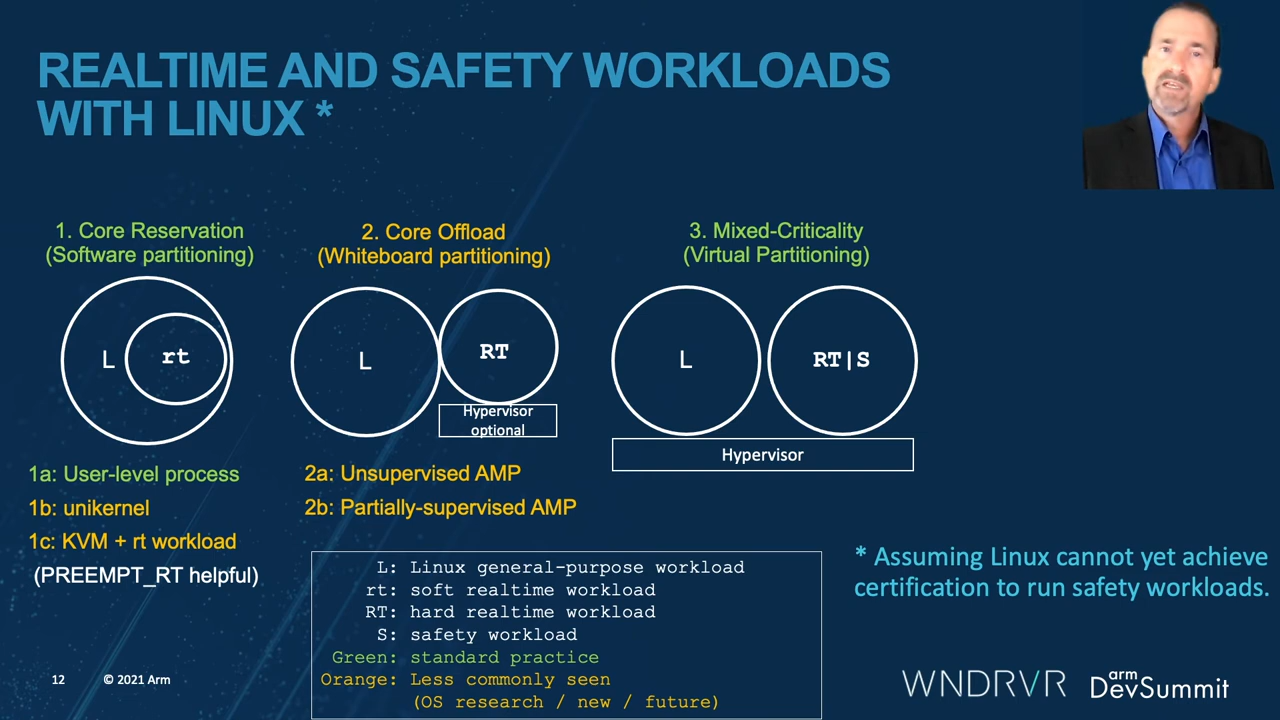 REALTIME AND SAFETY WORKLOADS
WITH LINUX *
1. Core Reservation
(Software partitioning)
L
rt
1a: User-level process
1b: unikernel
1c: KVM + rt workload
(PREEMPT_RT helpful)
2. Core Offload
(Whiteboard partitioning)
L
RT
Hypervisor
optional
2a: Unsupervised AMP
2b: Partially-supervised AMP
3. Mixed-Criticality
(Virtual Partitioning)
L
RT|S
Hypervisor
L: Linux general-purpose workload
rt: soft realtime workload
RT: hard realtime workload
S: safety workload
Green: standard practice
Orange: Less commonly seen
(OS research / new / future)
* Assuming Linux cannot yet achieve
certification to run safety workloads.
12 © 2021 Arm
WNDRVR
arm
DevSummit